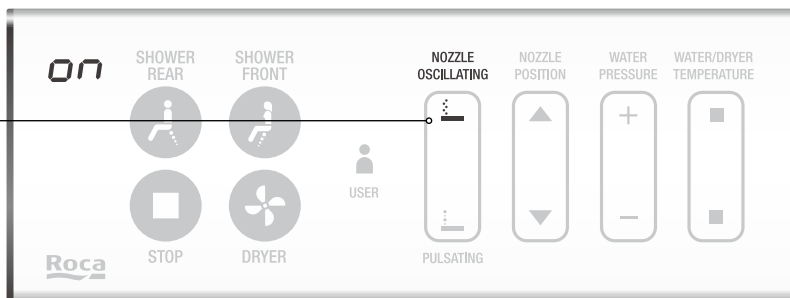 on
SHOWER
REAR
SHOWER
FRONT
NOZZLE
OSCILLATING
NOZZLE
POSITION
WATER
PRESSURE
WATER/DRYER
TEMPERATURE
USER
STOP
DRYER
PULSATING
Roca